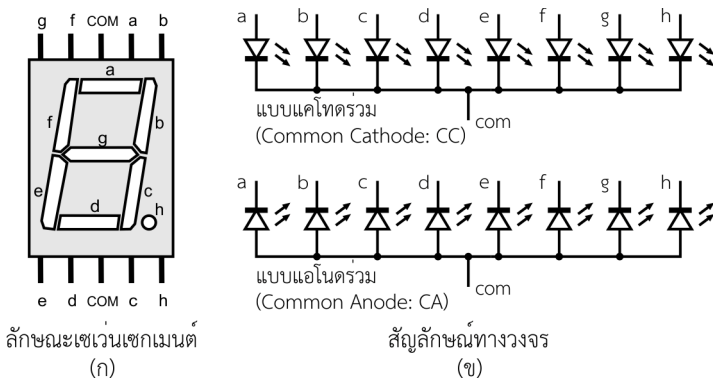 g f COM a b
a
f b
g
e c
d h
e d COM c h
ลักษณะเซเว่นเซกเมนต์
(ก)
a b c d e f g h
แบบแคโทดร่วม
(Common Cathode: CC)
com
a b c d e f g h
แบบแอโนดร่วม
(Common Anode: CA)
com
สัญลักษณ์ทางวงจร
(ข)